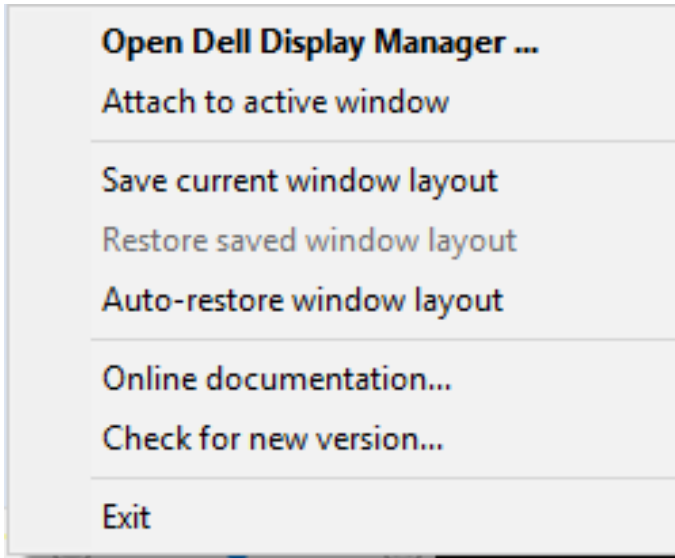 Open Dell Display Manager ...
Attach to active window
Save current window layout
Restore saved window layout
Auto-restore window layout
Online documentation...
Check for new version...
Exit